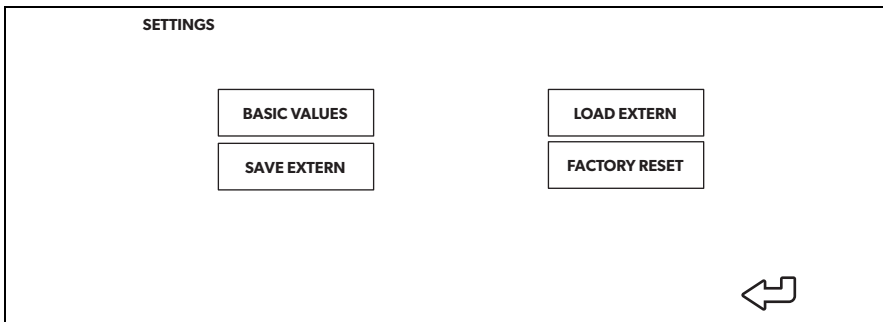 SETTINGS
BASIC VALUES
LOAD EXTERN
SAVE EXTERN
FACTORY RESET